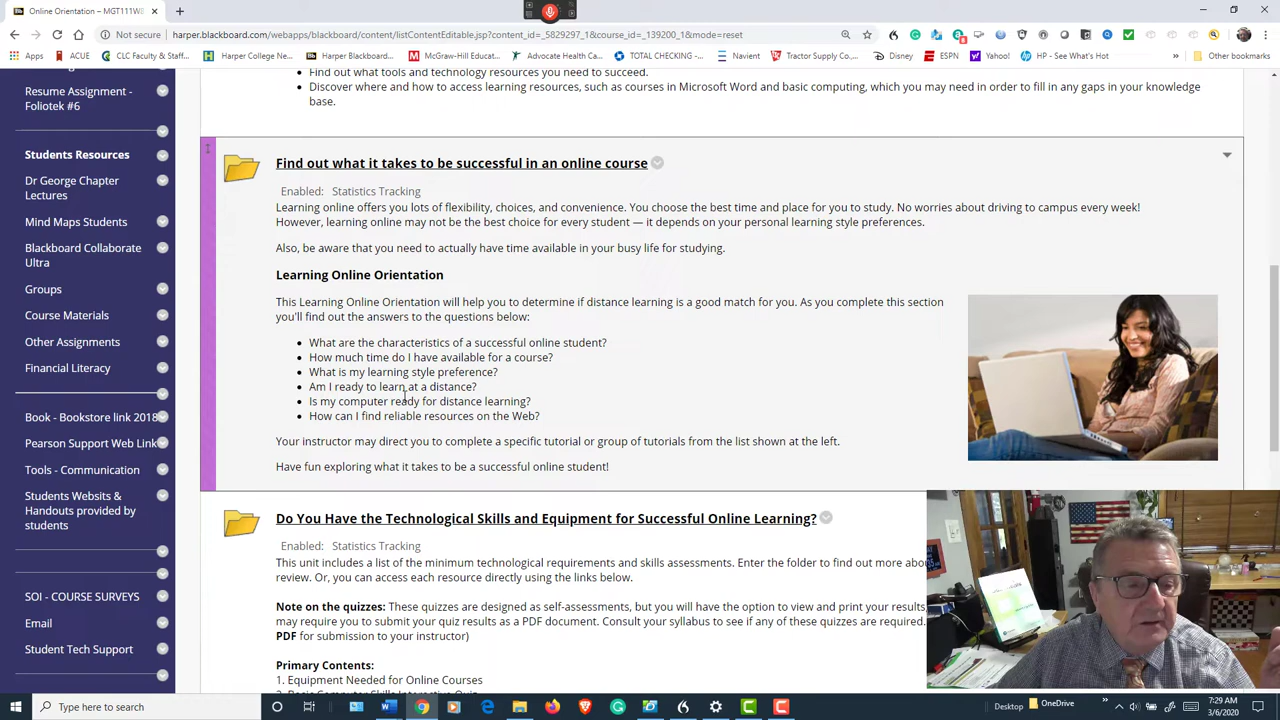 Online Orientation – MGT111WB
Not secure | harper.blackboard.com/webapps/blackboard/content/listContentEditable.jsp?content_id=_5829297_1&course_id=_139200_1&mode=reset
Apps ACUE CLC Faculty & Staff... Harper College Ne... Harper Blackboard... McGraw-Hill Educat... Advocate Health Ca... TOTAL CHECKING –... Navient Tractor Supply Co.,... Disney ESPN Yahoo! HP - See What's Hot » Other bookmarks
Resume Assignment -
Foliotek #6
Students Resources
Dr George Chapter
Lectures
Mind Maps Students
Blackboard Collaborate
Ultra
Groups
Course Materials
Other Assignments
Financial Literacy
Book - Bookstore link 2018
Pearson Support Web Link
Tools - Communication
Students Websits &
Handouts provided by
students
SOI - COURSE SURVEYS
Email
Student Tech Support
Find out what tools and technology resources you need to succeed.
Discover where and how to access learning resources, such as courses in Microsoft Word and basic computing, which you may need in order to fill in any gaps in your knowledge
base.
Find out what it takes to be successful in an online course
Enabled: Statistics Tracking
Learning online offers you lots of flexibility, choices, and convenience. You choose the best time and place for you to study. No worries about driving to campus every week!
However, learning online may not be the best choice for every student — it depends on your personal learning style preferences.
Also, be aware that you need to actually have time available in your busy life for studying.
Learning Online Orientation
This Learning Online Orientation will help you to determine if distance learning is a good match for you. As you complete this section
you'll find out the answers to the questions below:
What are the characteristics of a successful online student?
How much time do I have available for a course?
What is my learning style preference?
Am I ready to learn at a distance?
Is my computer ready for distance learning?
How can I find reliable resources on the Web?
Your instructor may direct you to complete a specific tutorial or group of tutorials from the list shown at the left.
Have fun exploring what it takes to be a successful online student!
Do You Have the Technological Skills and Equipment for Successful Online Learning?
Enabled: Statistics Tracking
This unit includes a list of the minimum technological requirements and skills assessments. Enter the folder to find out more abou
review. Or, you can access each resource directly using the links below.
Note on the quizzes: These quizzes are designed as self-assessments, but you will have the option to view and print your results,
may require you to submit your quiz results as a PDF document. Consult your syllabus to see if any of these quizzes are required.
PDF for submission to your instructor)
Primary Contents:
1. Equipment Needed for Online Courses
2. Basic Computer Skills Interactive Quiz
Type here to search
Desktop OneDrive » 7:29 AM
3/6/2020